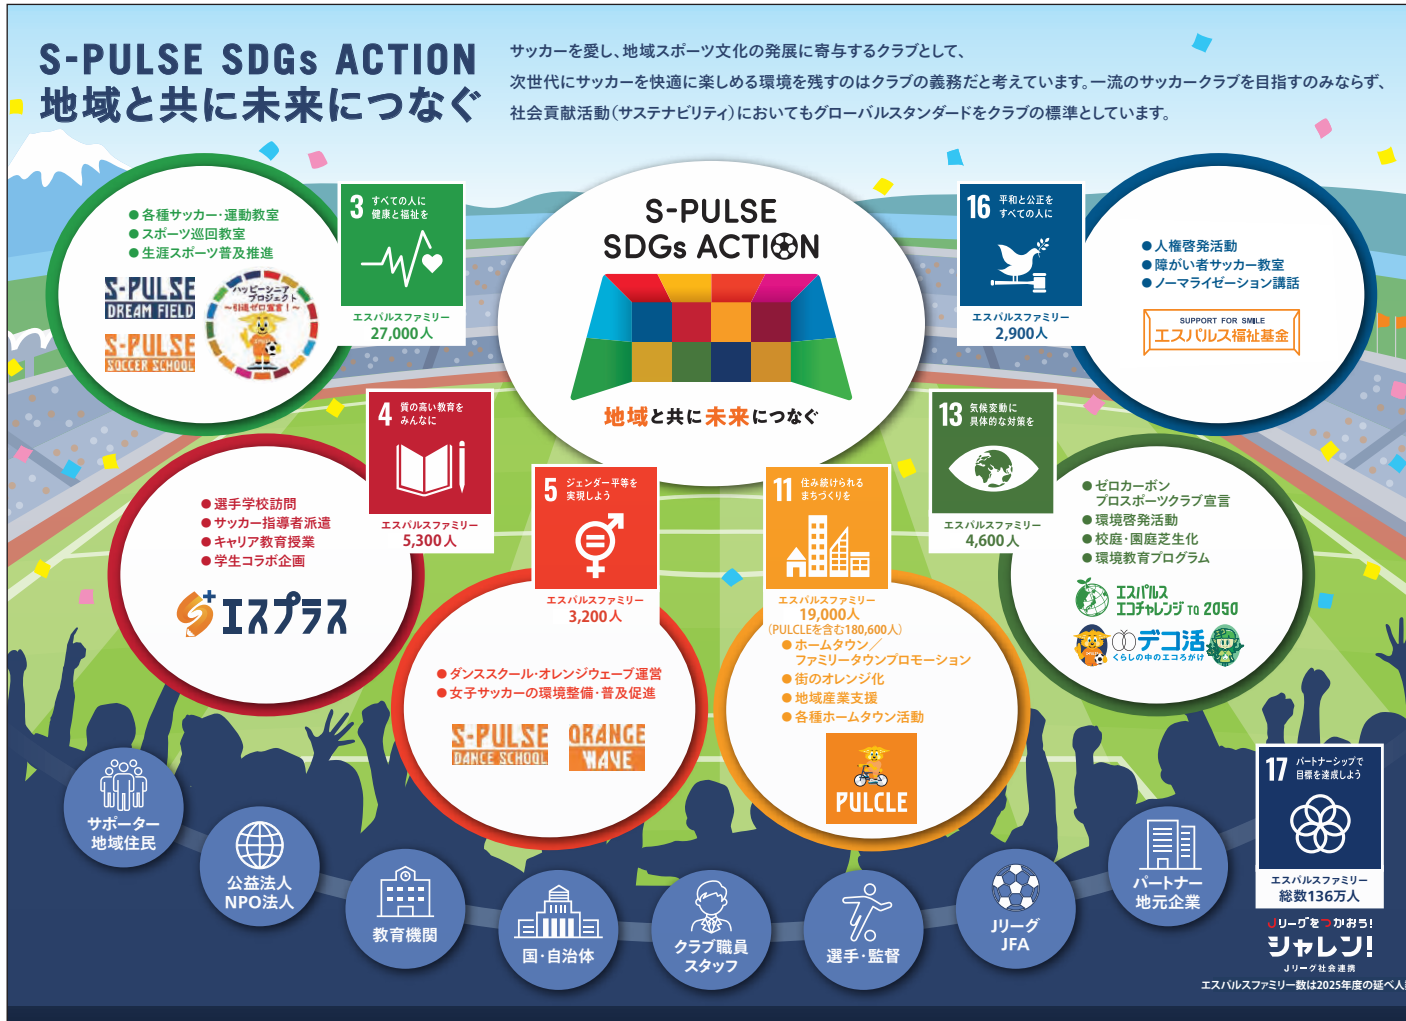 S-PULSE SDGs ACTION
地域と共に未来につなぐ
サッカーを愛し、地域スポーツ文化の発展に寄与するクラブとして、
次世代にサッカーを快適に楽しめる環境を残すのはクラブの義務だと考えています。一流のサッカークラブを目指すのみならず、
社会貢献活動(サステナビリティ)においてもグローバルスタンダードをクラブの標準としています。
●各種サッカー・運動教室
●スポーツ巡回教室
●生涯スポーツ普及推進
S-PULSE
DREAM FIELD
S-PULSE
SOCCER SCHOOL
ハッピーシニア
プロジェクト
～引退ゼロ宣言！～
3 すべての人に
健康と福祉を
エスパルスファミリー
27,000人
S-PULSE
SDGs ACTION
地域と共に未来につなぐ
16 平和と公正を
すべての人に
エスパルスファミリー
2,900人
●人権啓発活動
●障がい者サッカー教室
●ノーマライゼーション講話
SUPPORT FOR SMILE
エスパルス福祉基金
4 質の高い教育を
みんなに
エスパルスファミリー
5,300人
●選手学校訪問
●サッカー指導者派遣
●キャリア教育授業
●学生コラボ企画
エスプラス
5 ジェンダー平等を
実現しよう
エスパルスファミリー
3,200人
●ダンススクール・オレンジウェーブ運営
●女子サッカーの環境整備・普及促進
S-PULSE
DANCE SCHOOL
ORANGE
WAVE
11 住み続けられる
まちづくりを
エスパルスファミリー
19,000人
(PULCLEを含む180,600人)
●ホームタウン／
ファミリータウンプロモーション
●街のオレンジ化
●地域産業支援
●各種ホームタウン活動
PULCLE
13 気候変動に
具体的な対策を
エスパルスファミリー
4,600人
●ゼロカーボン
プロスポーツクラブ宣言
●環境啓発活動
●校庭・園庭芝生化
●環境教育プログラム
エスパルス
エコチャレンジ TO 2050
デコ活
くらしの中のエコろがけ
サポーター
地域住民
公益法人
NPO法人
教育機関
国・自治体
クラブ職員
スタッフ
選手・監督
Jリーグ
JFA
パートナー
地元企業
17 パートナーシップで
目標を達成しよう
エスパルスファミリー
総数136万人
Jリーグをつかおう!
シャレン!
Jリーグ社会連携
エスパルスファミリー数は2025年度の延べ人